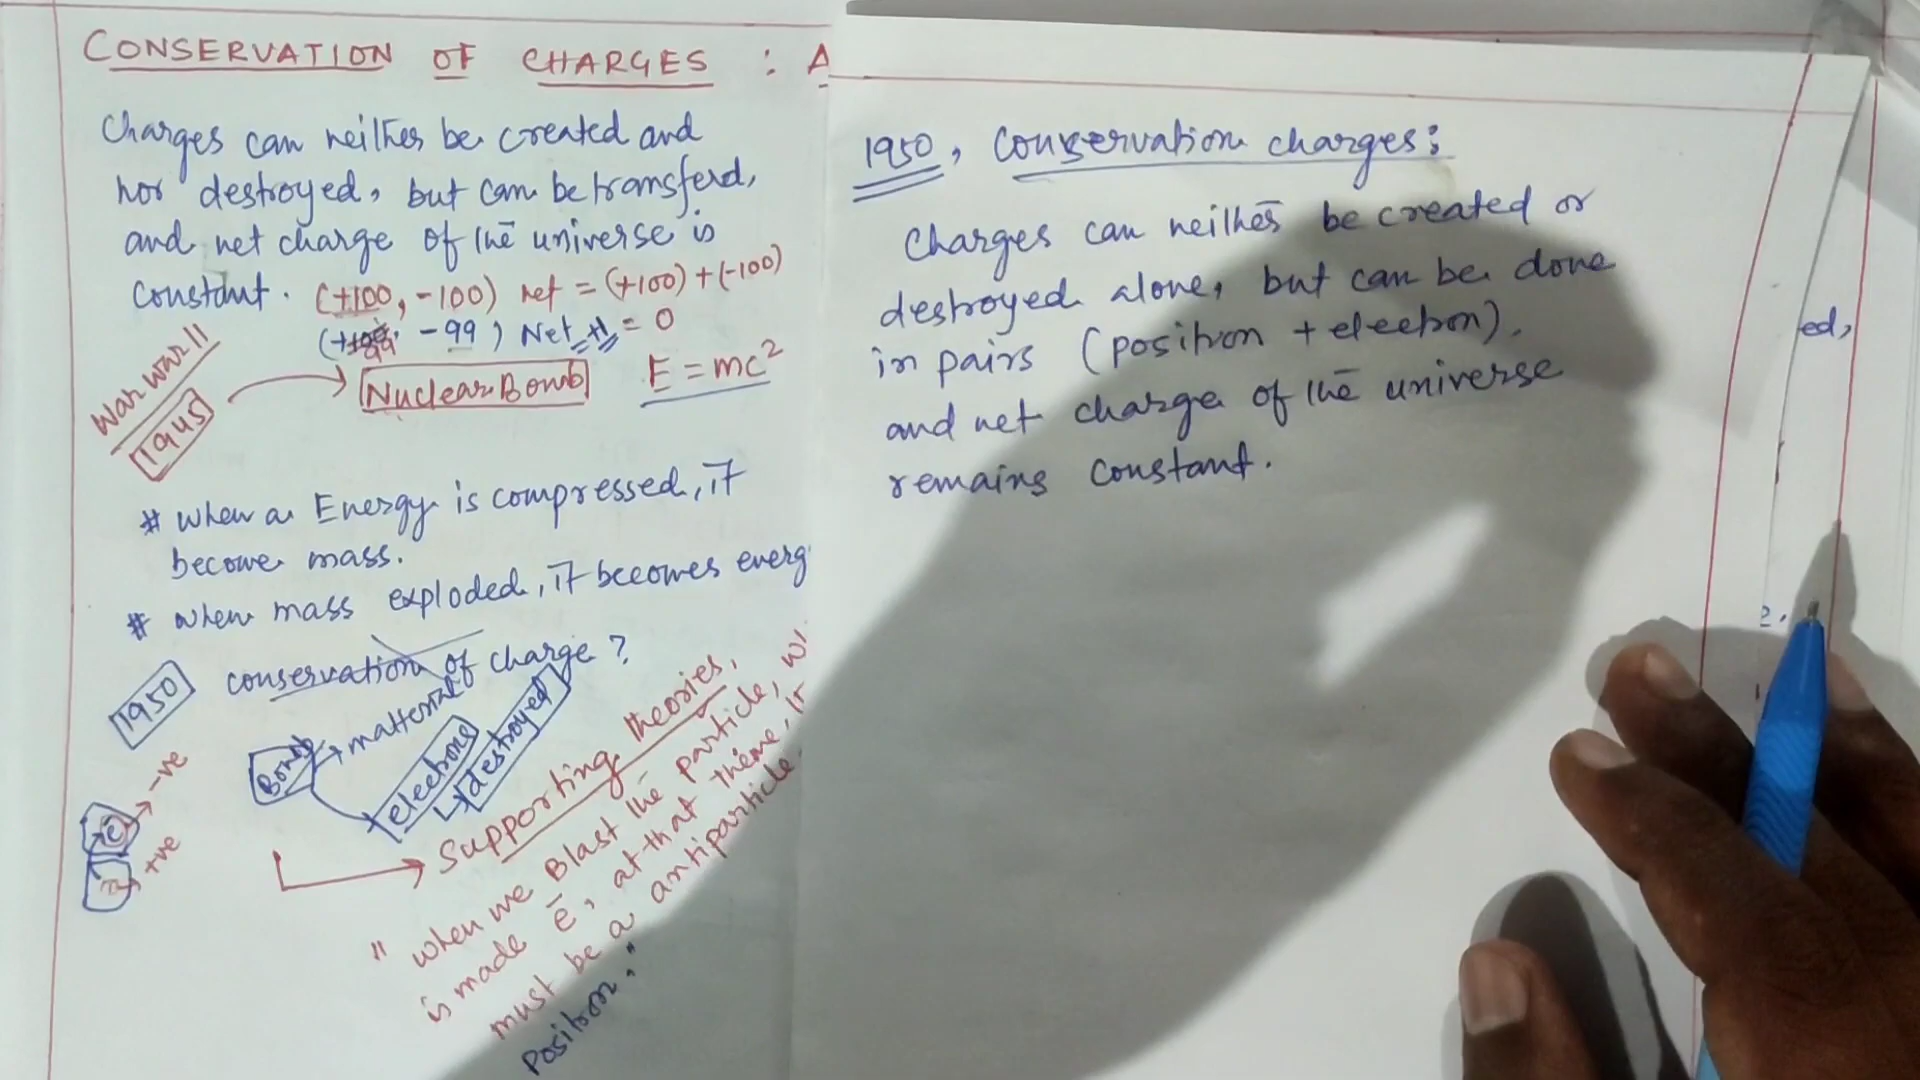 CONSERVATION OF CHARGES : A
Charges can neither be created and
nor destroyed, but can be transferd,
and net charge of the universe is
constant. (+100, -100) net = (+100) + (-100)
99, -99) Net +1 = 0
War War II
1945
Nuclear Bomb
E = mc²
# when a Energy is compressed, it
become mass.
# when mass exploded, it becomes energ
1950
conservation of charge ?
Bomb + matterial
electrons
destroyed
e → -ve
+ve
Supporting theories,
" when we Blast the particle, w
is made e, at that theme, it
must be a antiparticle
Positron."
1950, Conservation charges:
Charges can neither be created or
destroyed alone, but can be done
in pairs (positron + electron),
and net charge of the universe
remains constant.
ed,